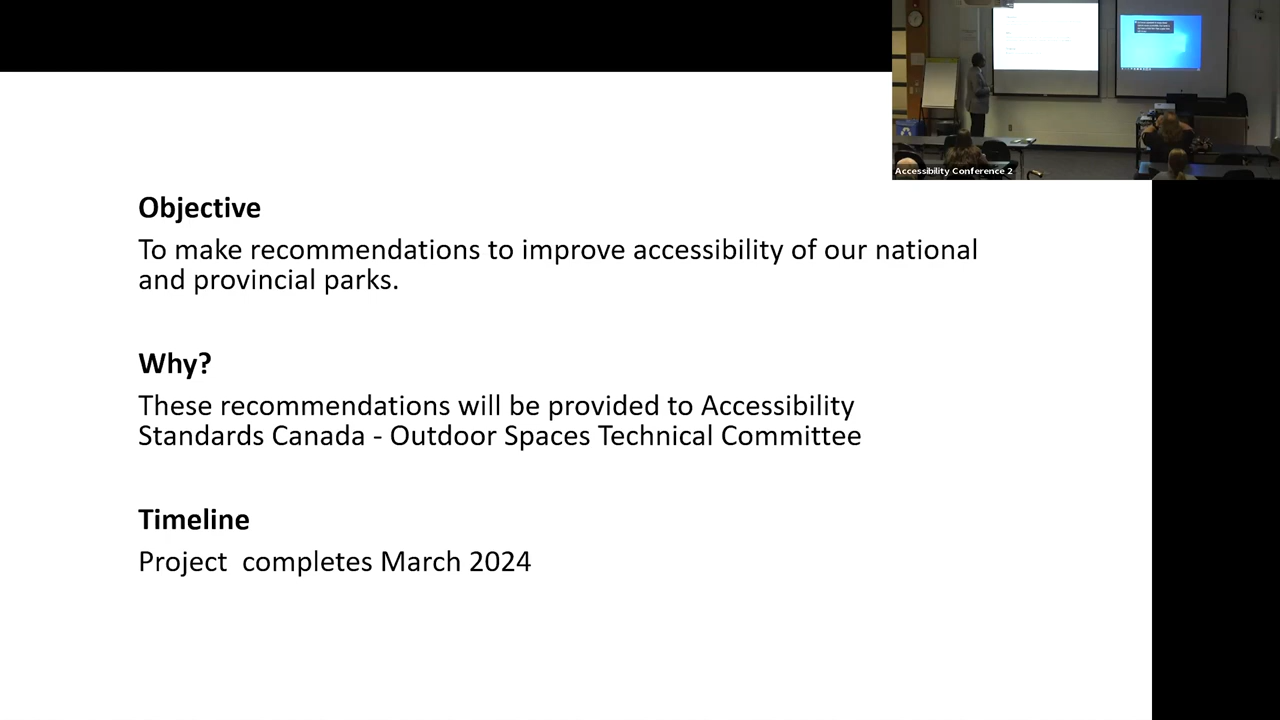 Accessibility Conference 2
Objective
To make recommendations to improve accessibility of our national
and provincial parks.
Why?
These recommendations will be provided to Accessibility
Standards Canada - Outdoor Spaces Technical Committee
Timeline
Project  completes March 2024